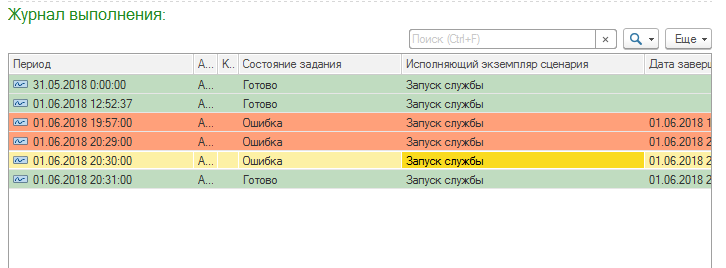 Журнал выполнения:
Поиск (Ctrl+F) × Еще
Период А... К.. Состояние задания Исполняющий экземпляр сценария Дата заверш
31.05.2018 0:00:00 А... Готово Запуск службы
01.06.2018 12:52:37 А... Готово Запуск службы
01.06.2018 19:57:00 А... Ошибка Запуск службы 01.06.2018 1
01.06.2018 20:29:00 А... Ошибка Запуск службы 01.06.2018 2
01.06.2018 20:30:00 А... Ошибка Запуск службы 01.06.2018 2
01.06.2018 20:31:00 А... Готово Запуск службы 01.06.2018 2